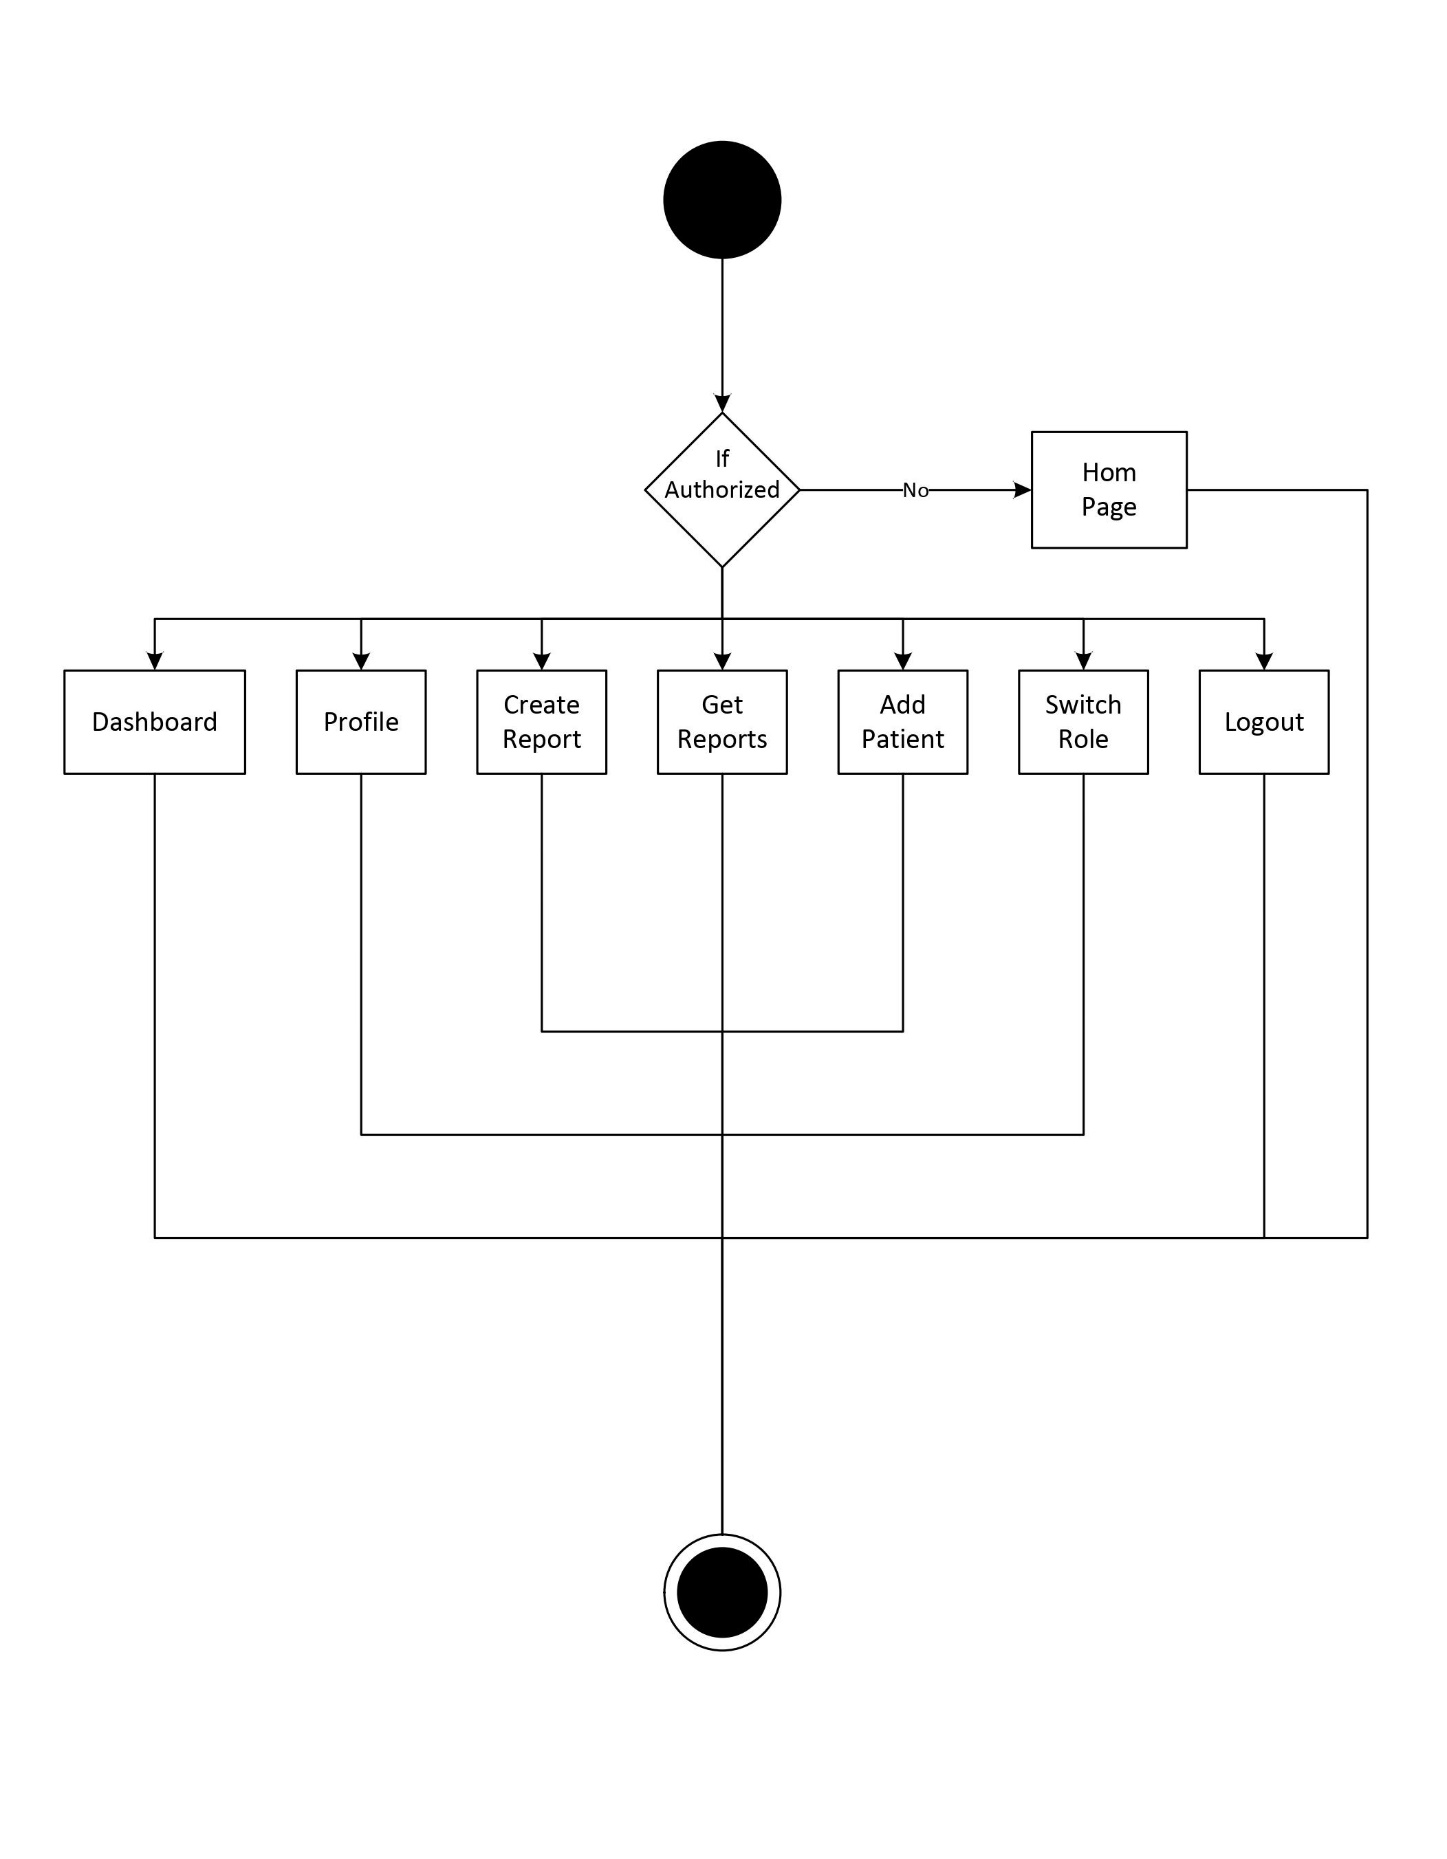 If
Authorized
No
Hom
Page
Dashboard
Profile
Create
Report
Get
Reports
Add
Patient
Switch
Role
Logout